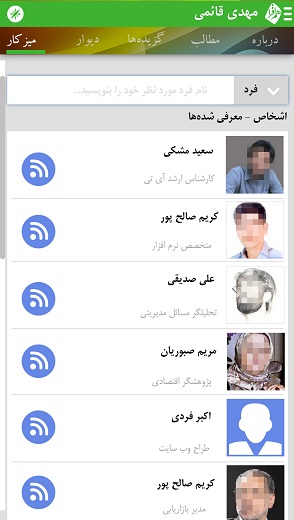 مهدی قائمی
درباره
مطالب
گزیده‌ها
دیوار
میز کار
فرد
نام فرد مورد نظر خود را بنویسید...
اشخاص - معرفی شده‌ها
سعید مشکی
کارشناس ارشد آی تی
کریم صالح پور
متخصص نرم افزار
علی صدیقی
تحلیلگر مسائل مدیریتی
مریم صبوریان
پژوهشگر اقتصادی
اکبر فردی
طراح وب سایت
کریم صالح پور
مدیر بازاریابی